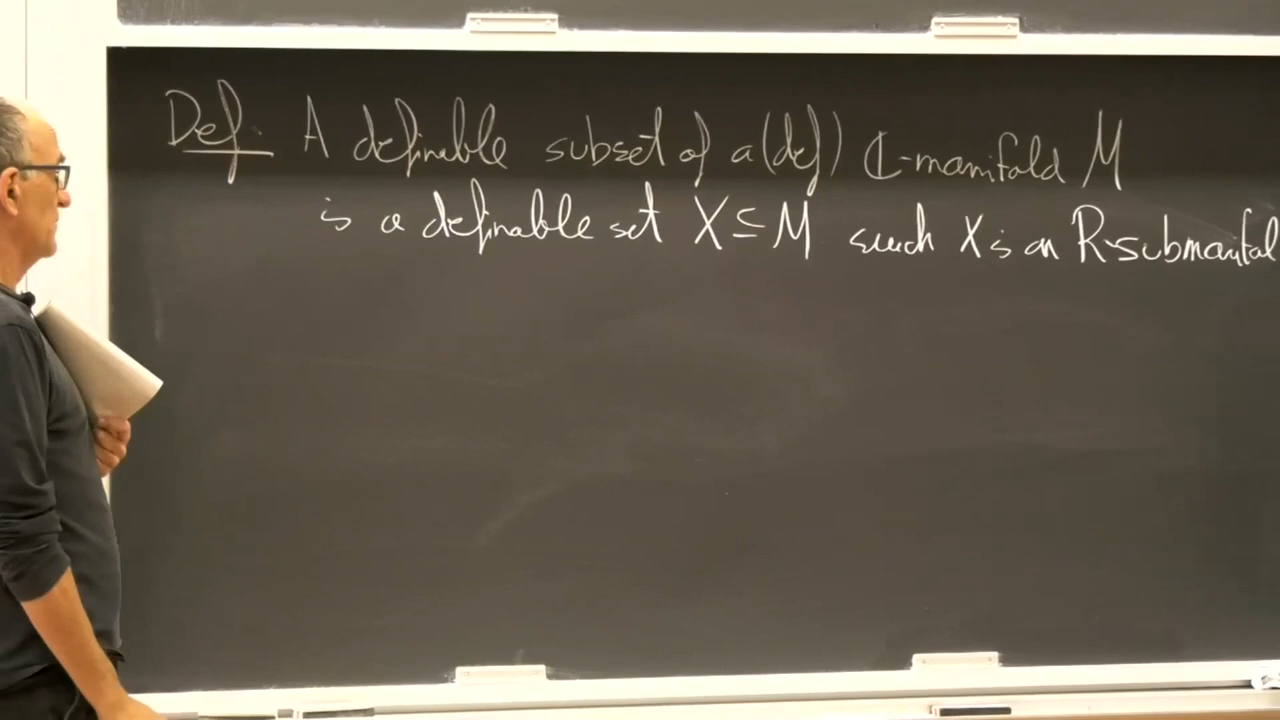 Def: A definable subset of a (def) ℂ-manifold M
is a definable set X ⊆ M such X is an R-submanifol